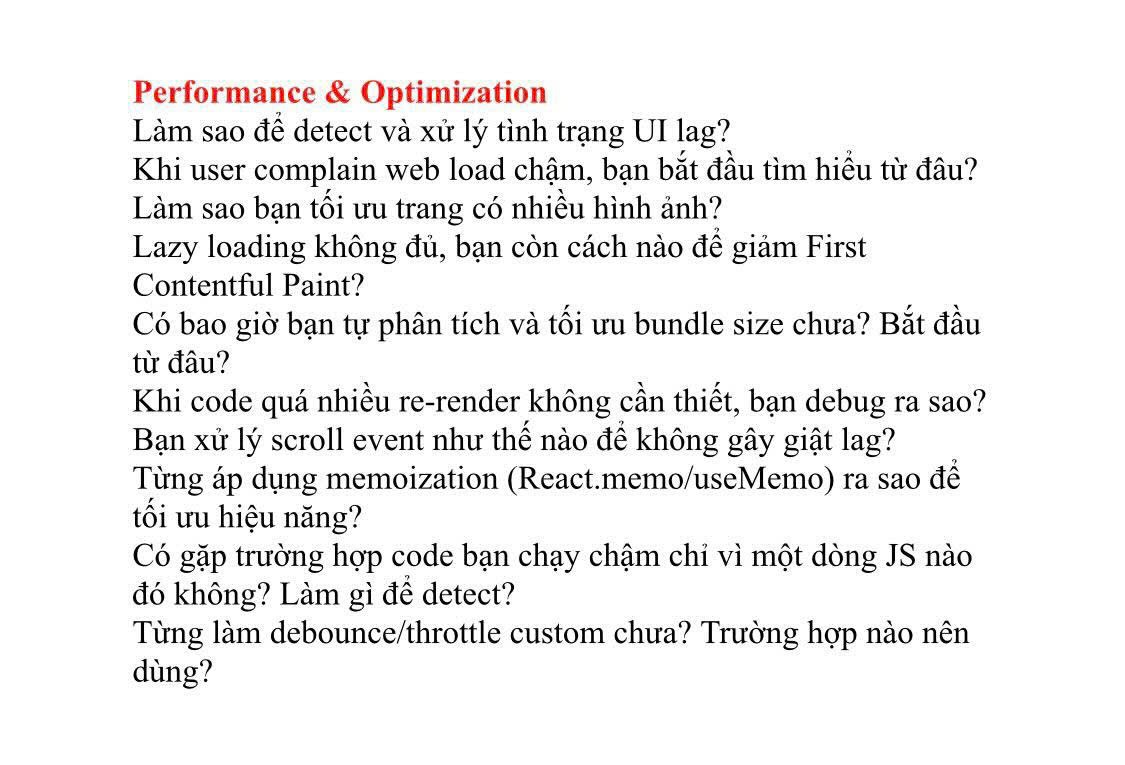 Performance & Optimization
Làm sao để detect và xử lý tình trạng UI lag?
Khi user complain web load chậm, bạn bắt đầu tìm hiểu từ đâu?
Làm sao bạn tối ưu trang có nhiều hình ảnh?
Lazy loading không đủ, bạn còn cách nào để giảm First
Contentful Paint?
Có bao giờ bạn tự phân tích và tối ưu bundle size chưa? Bắt đầu
từ đâu?
Khi code quá nhiều re-render không cần thiết, bạn debug ra sao?
Bạn xử lý scroll event như thế nào để không gây giật lag?
Từng áp dụng memoization (React.memo/useMemo) ra sao để
tối ưu hiệu năng?
Có gặp trường hợp code bạn chạy chậm chỉ vì một dòng JS nào
đó không? Làm gì để detect?
Từng làm debounce/throttle custom chưa? Trường hợp nào nên
dùng?